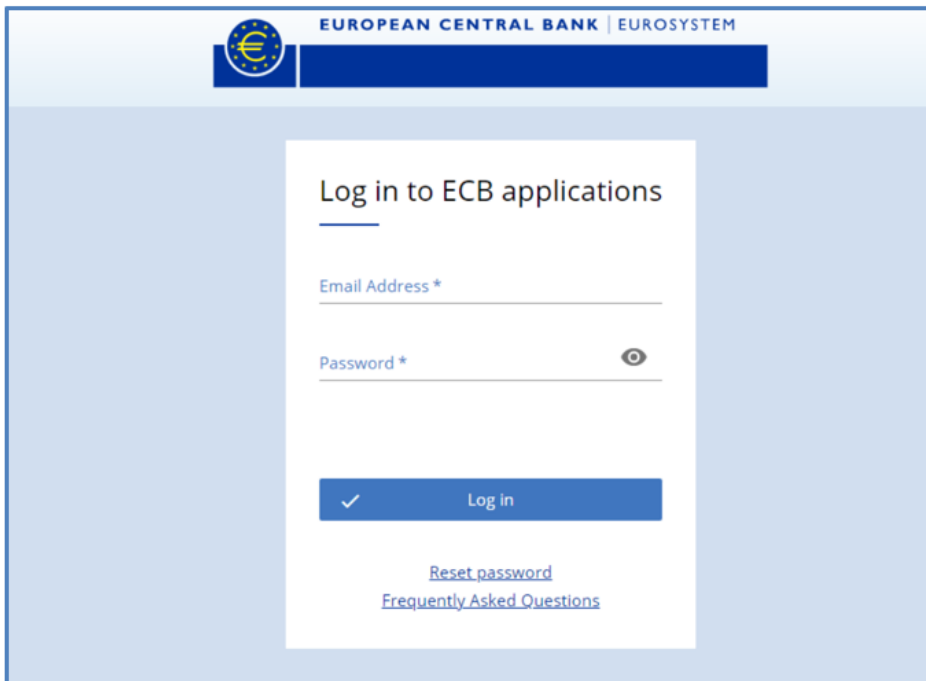 EUROPEAN CENTRAL BANK | EUROSYSTEM
Log in to ECB applications
Email Address *
Password *
Log in
Reset password
Frequently Asked Questions